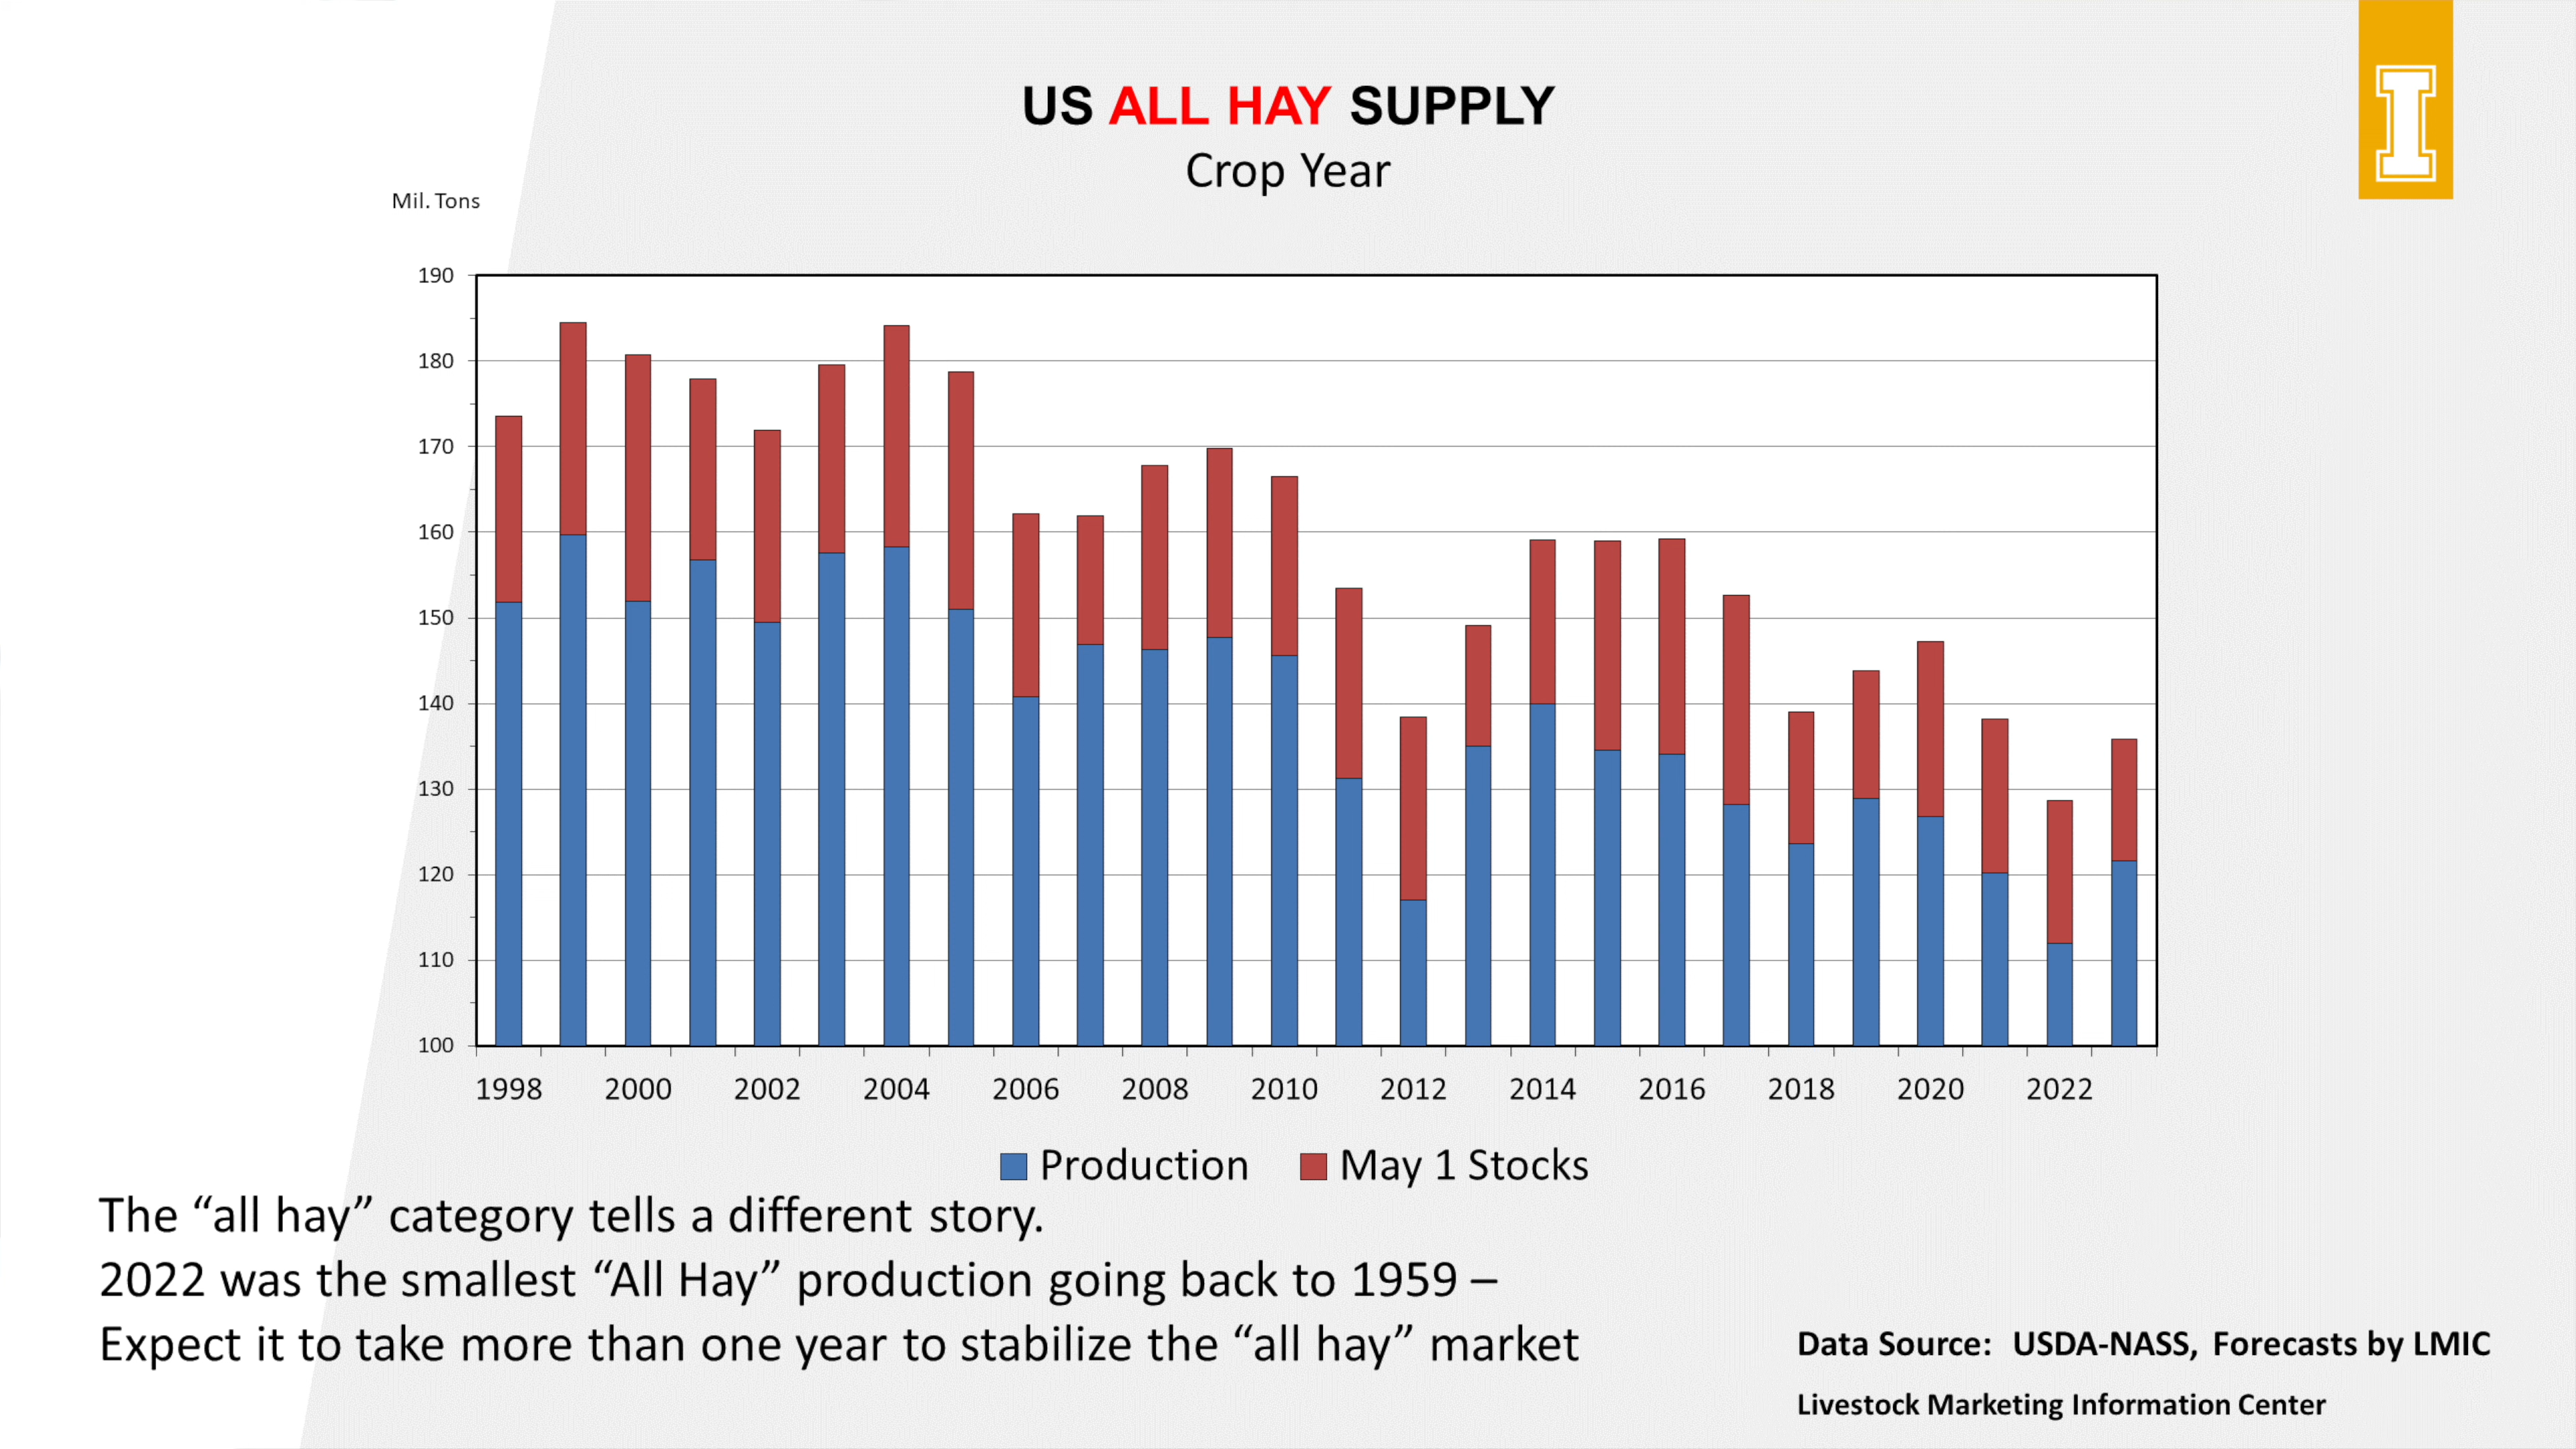 US ALL HAY SUPPLY
Crop Year
Mil. Tons
190
180
170
160
150
140
130
120
110
100
1998 2000 2002 2004 2006 2008 2010 2012 2014 2016 2018 2020 2022
Production May 1 Stocks
The “all hay” category tells a different story.
2022 was the smallest “All Hay” production going back to 1959 –
Expect it to take more than one year to stabilize the “all hay” market
Data Source: USDA-NASS, Forecasts by LMIC
Livestock Marketing Information Center
I